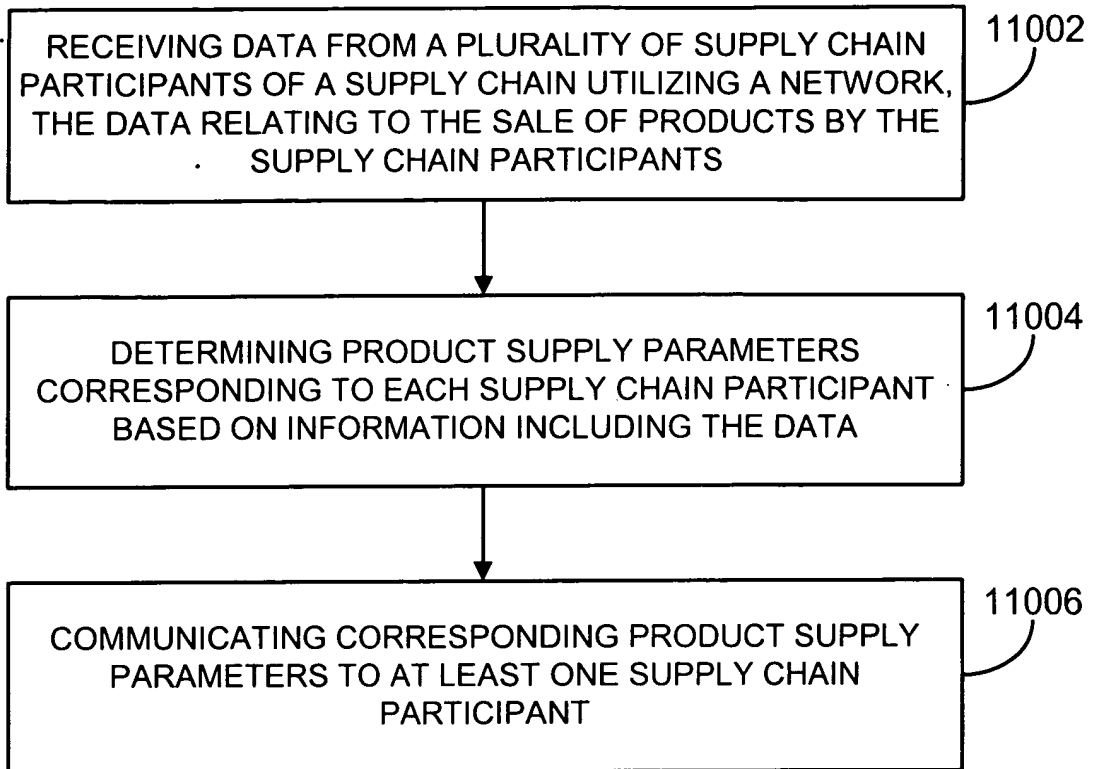 RECEIVING DATA FROM A PLURALITY OF SUPPLY CHAIN
PARTICIPANTS OF A SUPPLY CHAIN UTILIZING A NETWORK,
THE DATA RELATING TO THE SALE OF PRODUCTS BY THE
SUPPLY CHAIN PARTICIPANTS
11002
DETERMINING PRODUCT SUPPLY PARAMETERS
CORRESPONDING TO EACH SUPPLY CHAIN PARTICIPANT
BASED ON INFORMATION INCLUDING THE DATA
11004
COMMUNICATING CORRESPONDING PRODUCT SUPPLY
PARAMETERS TO AT LEAST ONE SUPPLY CHAIN
PARTICIPANT
11006